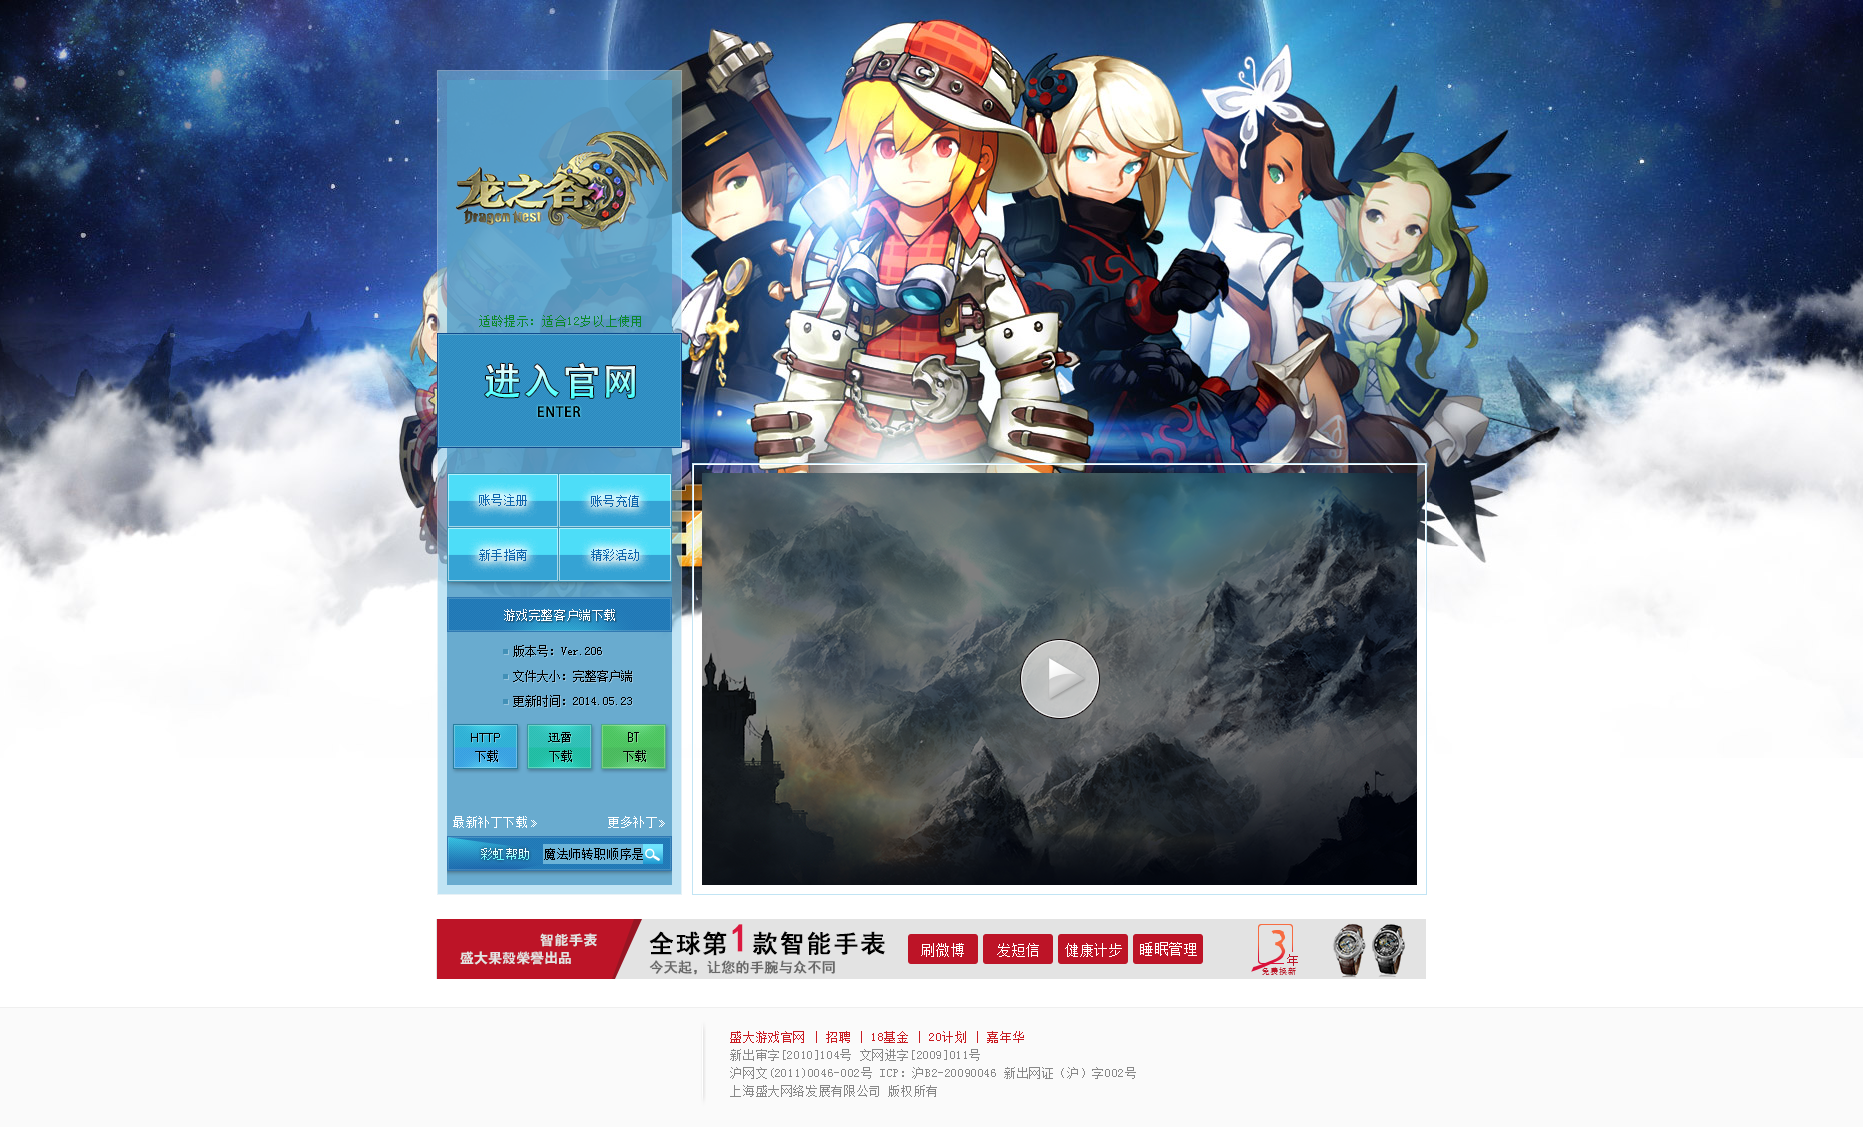 龙之谷
Dragon Nest
适龄提示：适合12岁以上使用
进入官网
ENTER
账号注册
账号充值
新手指南
精彩活动
游戏完整客户端下载
版本号：Ver.206
文件大小：完整客户端
更新时间：2014.05.23
HTTP
下载
迅雷
下载
BT
下载
最新补丁下载»
更多补丁»
彩虹帮助
魔法师转职顺序是
智能手表
盛大果殻榮譽出品
全球第1款智能手表
今天起，让您的手腕与众不同
刷微博
发短信
健康计步
睡眠管理
3年
免费换新
盛大游戏官网 | 招聘 | 18基金 | 20计划 | 嘉年华
新出审字[2010]104号 文网进字[2009]011号
沪网文(2011)0046-002号 ICP：沪B2-20090046 新出网证（沪）字002号
上海盛大网络发展有限公司 版权所有